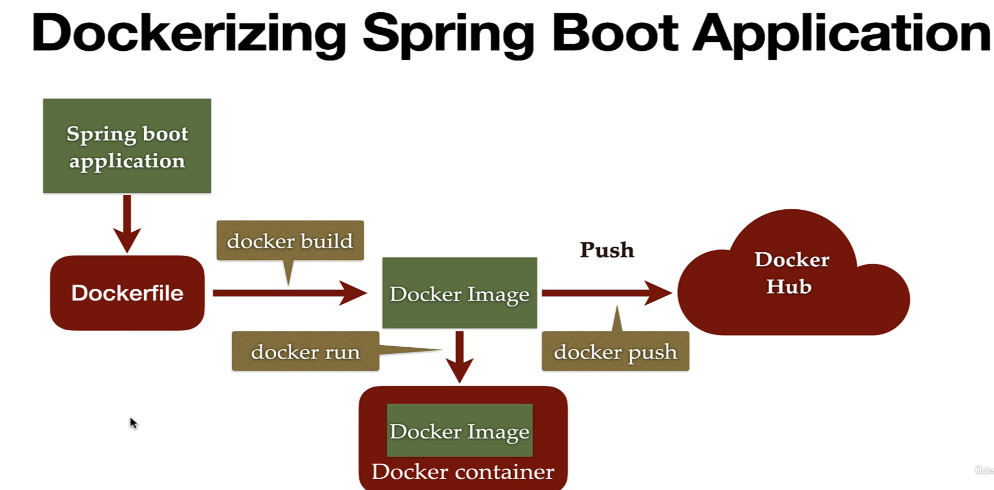 Dockerizing Spring Boot Application
Spring boot
application
docker build
Push
Docker
Hub
Dockerfile
Docker Image
docker run
docker push
Docker Image
Docker container